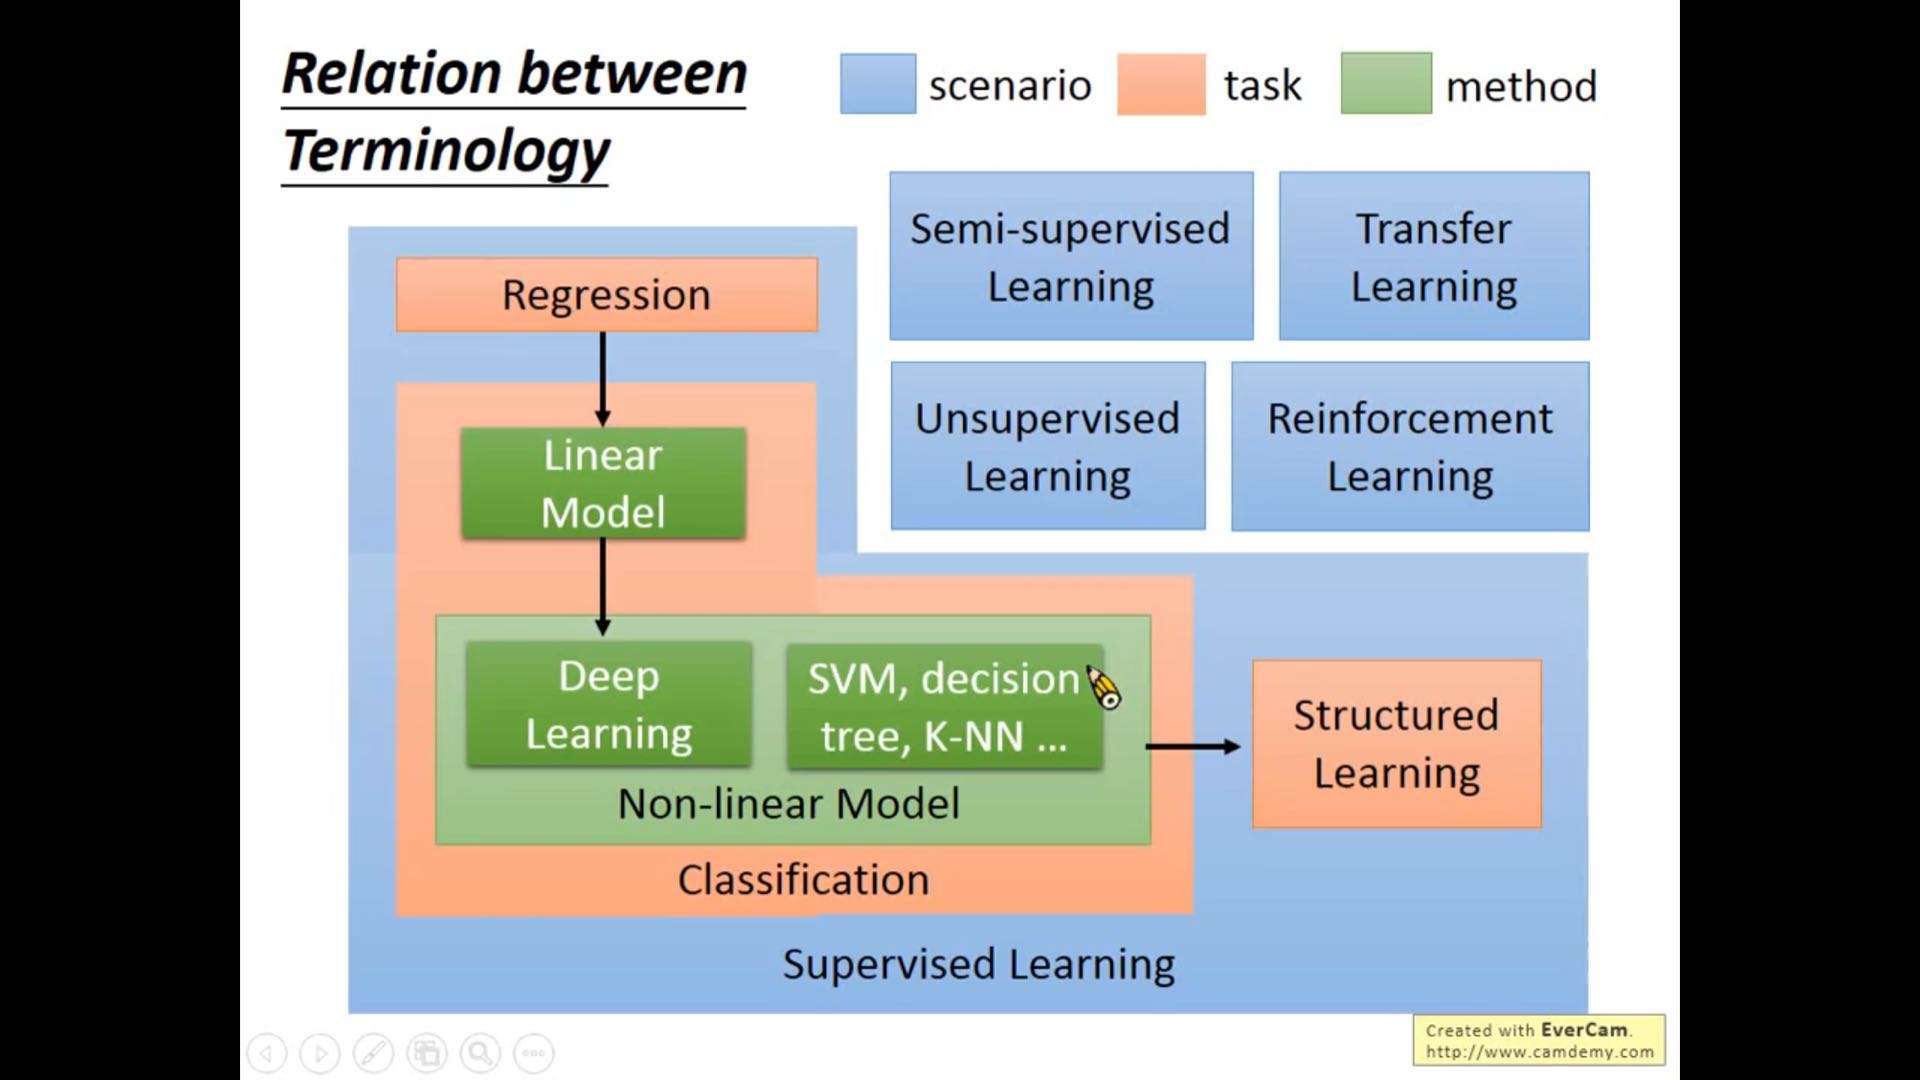 Relation between
Terminology
scenario
task
method
Semi-supervised
Learning
Transfer
Learning
Unsupervised
Learning
Reinforcement
Learning
Regression
Linear
Model
Deep
Learning
SVM, decision
tree, K-NN ...
Non-linear Model
Classification
Structured
Learning
Supervised Learning
Created with EverCam.
http://www.camdemy.com